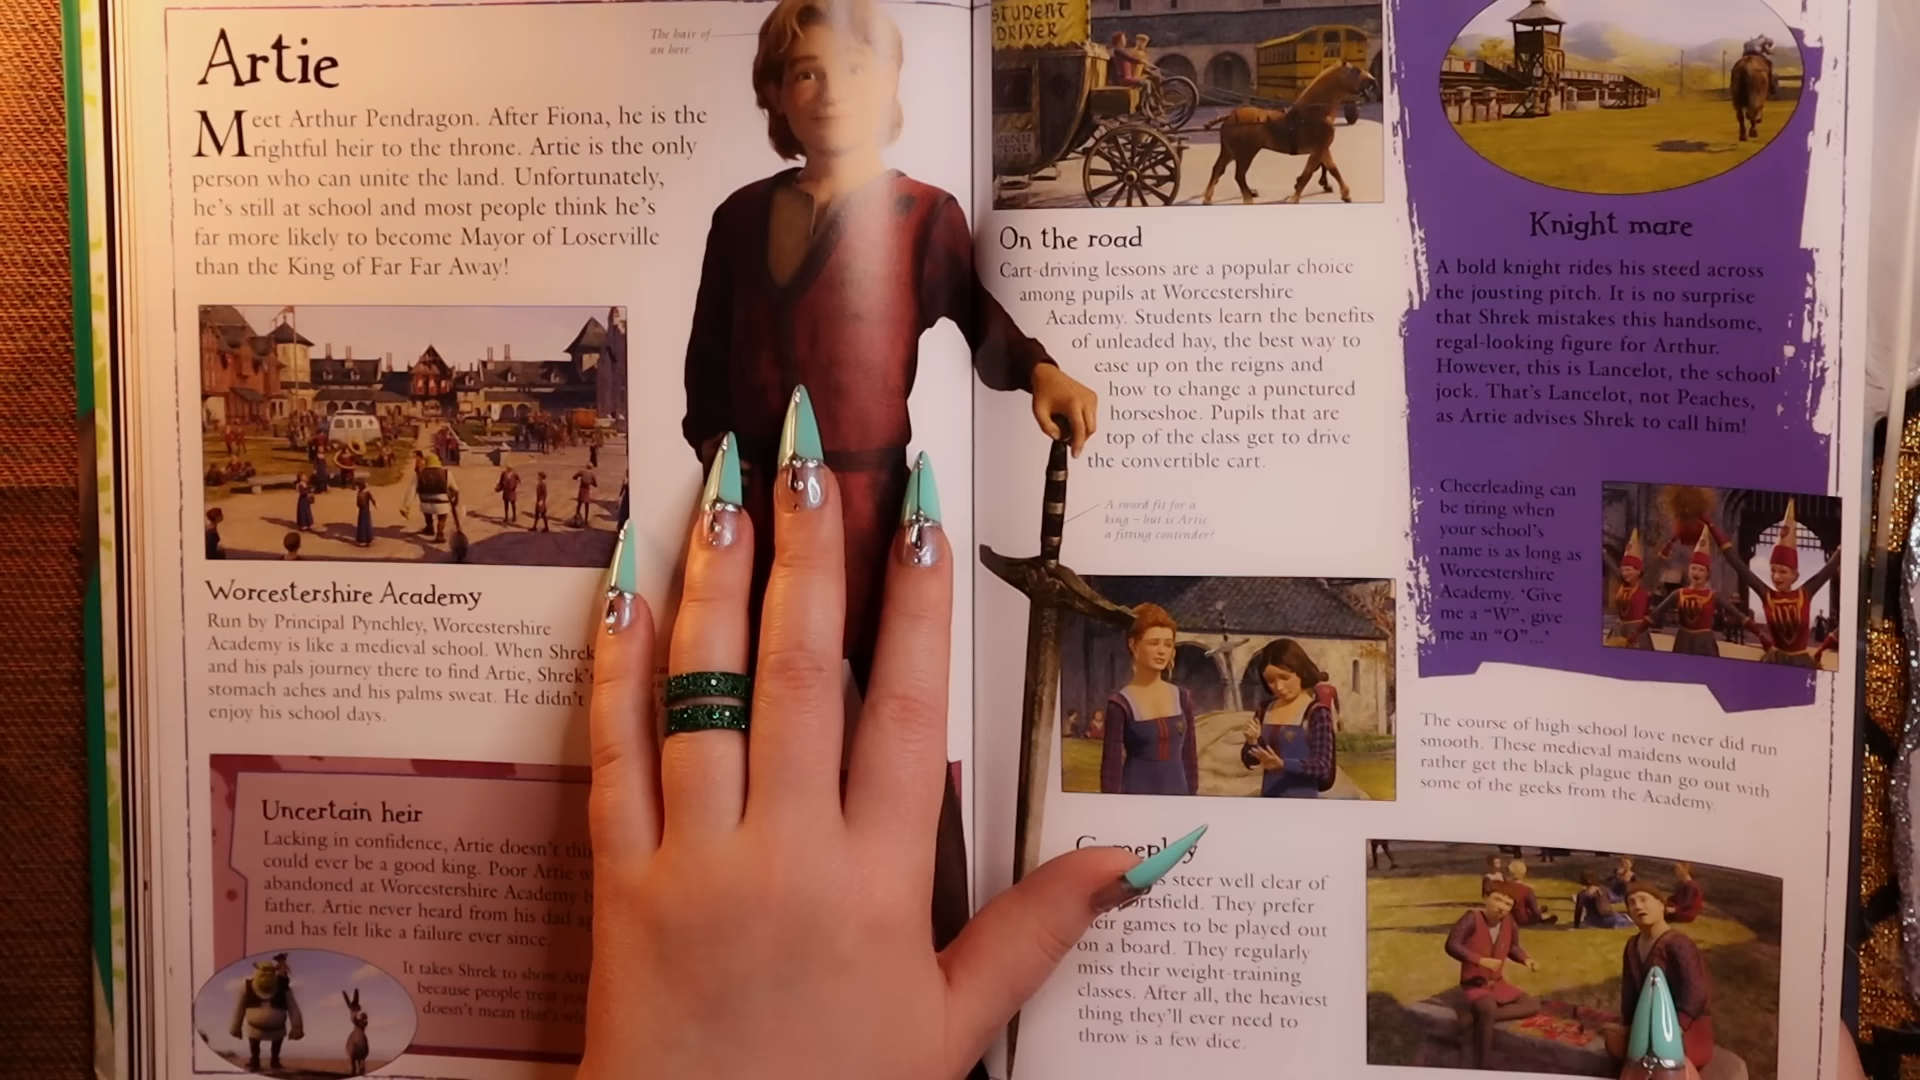 Artie
The hair of
an heir.
Meet Arthur Pendragon. After Fiona, he is the
rightful heir to the throne. Artie is the only
person who can unite the land. Unfortunately,
he's still at school and most people think he's
far more likely to become Mayor of Loserville
than the King of Far Far Away!
Worcestershire Academy
Run by Principal Pynchley, Worcestershire
Academy is like a medieval school. When Shrek
and his pals journey there to find Artie, Shrek's
stomach aches and his palms sweat. He didn't
enjoy his school days.
Uncertain heir
Lacking in confidence, Artie doesn't
could ever be a good king. Poor Artie
abandoned at Worcestershire Academy
father. Artie never heard from his dad
and has felt like a failure ever since.
It takes Shrek to show
because people treat
doesn't mean that's
STUDENT
DRIVER
On the road
Cart-driving lessons are a popular choice
among pupils at Worcestershire
Academy. Students learn the benefits
of unleaded hay, the best way to
ease up on the reigns and
how to change a punctured
horseshoe. Pupils that are
top of the class get to drive
the convertible cart.
A sword fit for a
king – but is Artie
a fitting contender?
steer well clear of
They prefer
games to be played out
on a board. They regularly
miss their weight-training
classes. After all, the heaviest
thing they'll ever need to
throw is a few dice.
Knight mare
A bold knight rides his steed across
the jousting pitch. It is no surprise
that Shrek mistakes this handsome,
regal-looking figure for Arthur.
However, this is Lancelot, the school
jock. That's Lancelot, not Peaches,
as Artie advises Shrek to call him!
Cheerleading can
be tiring when
your school's
name is as long as
Worcestershire
Academy. 'Give
me a "W", give
me an "O"...'
The course of high-school love never did run
smooth. These medieval maidens would
rather get the black plague than go out with
some of the geeks from the Academy.